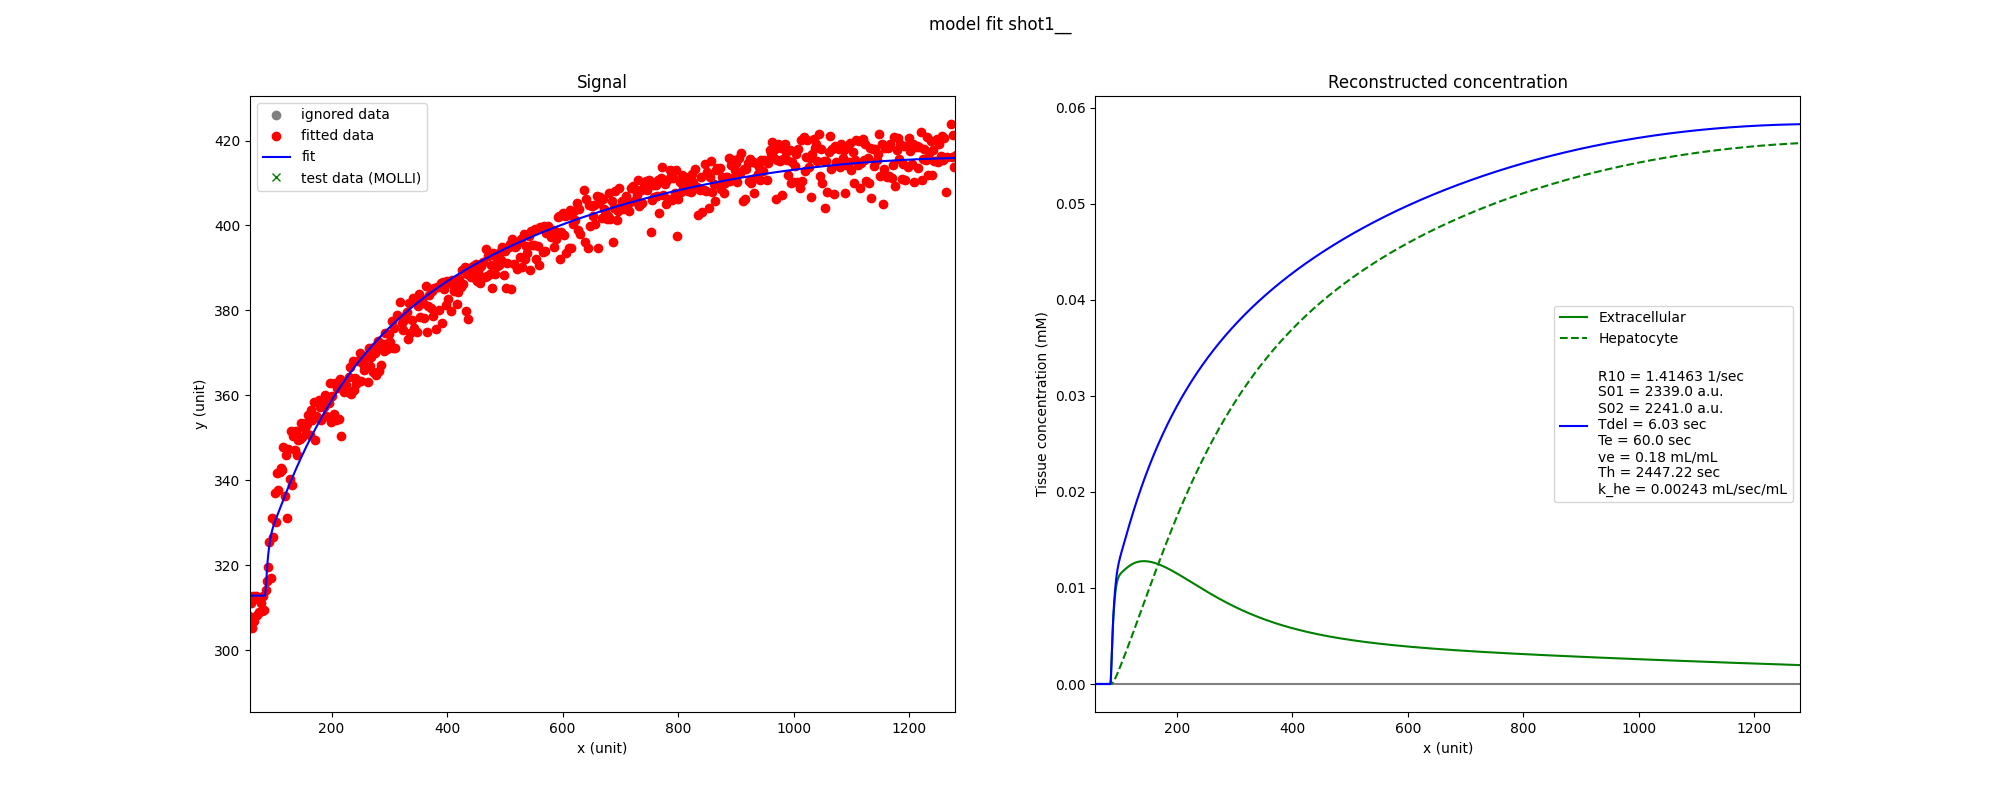 model fit shot1__
Signal
ignored data
fitted data
fit
test data (MOLLI)
420
400
380
360
340
320
300
y (unit)
200
400
600
800
1000
1200
x (unit)
Reconstructed concentration
0.06
0.05
0.04
0.03
0.02
0.01
0.00
Tissue concentration (mM)
Extracellular
Hepatocyte
R10 = 1.41463 1/sec
S01 = 2339.0 a.u.
S02 = 2241.0 a.u.
Tdel = 6.03 sec
Te = 60.0 sec
ve = 0.18 mL/mL
Th = 2447.22 sec
k_he = 0.00243 mL/sec/mL
200
400
600
800
1000
1200
x (unit)